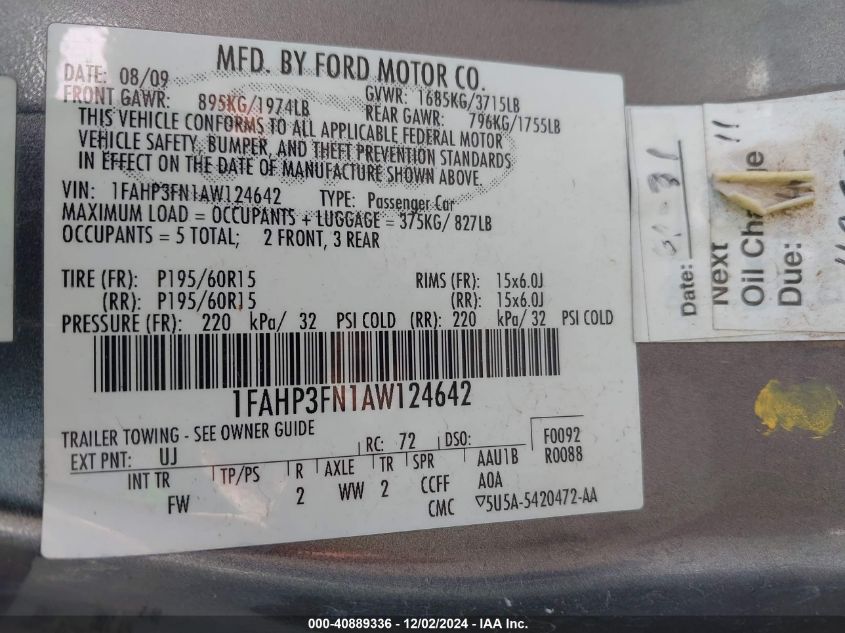 MFD. BY FORD MOTOR CO.
DATE: 08/09 GVWR: 1685KG/3715LB
FRONT GAWR: 895KG/1974LB REAR GAWR: 796KG/1755LB
THIS VEHICLE CONFORMS TO ALL APPLICABLE FEDERAL MOTOR
VEHICLE SAFETY, BUMPER, AND THEFT PREVENTION STANDARDS
IN EFFECT ON THE DATE OF MANUFACTURE SHOWN ABOVE.
VIN: 1FAHP3FN1AW124642 TYPE: Passenger Car
MAXIMUM LOAD = OCCUPANTS + LUGGAGE = 375KG/ 827LB
OCCUPANTS = 5 TOTAL; 2 FRONT, 3 REAR
TIRE (FR): P195/60R15 RIMS (FR): 15x6.0J
(RR): P195/60R15 (RR): 15x6.0J
PRESSURE (FR): 220 kPa/ 32 PSI COLD (RR): 220 kPa/ 32 PSI COLD
1FAHP3FN1AW124642
TRAILER TOWING - SEE OWNER GUIDE
EXT PNT: UJ RC: 72 DSO: F0092
INT TR TP/PS R AXLE TR SPR AAU1B R0088
FW 2 WW 2 CCFF AOA
CMC ▽5U5A-5420472-AA
Date:
Next 11
Oil Change
Due:
000-40889336 - 12/02/2024 - IAA Inc.